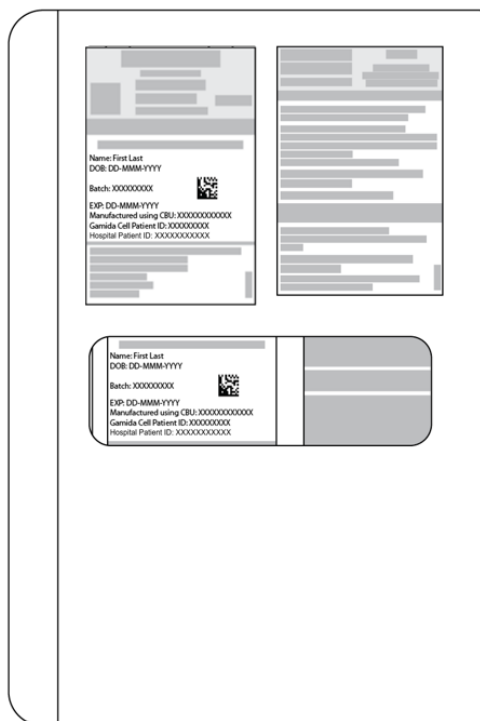 Name: First Last
DOB: DD-MMM-YYYY
Batch: XXXXXXXXX
EXP: DD-MMM-YYYY
Manufactured using CBU: XXXXXXXXXXXX
Gamida Cell Patient ID: XXXXXXXXX
Hospital Patient ID: XXXXXXXXXXX
Name: First Last
DOB: DD-MMM-YYYY
Batch: XXXXXXXXX
EXP: DD-MMM-YYYY
Manufactured using CBU: XXXXXXXXXXXX
Gamida Cell Patient ID: XXXXXXXXX
Hospital Patient ID: XXXXXXXXXXX